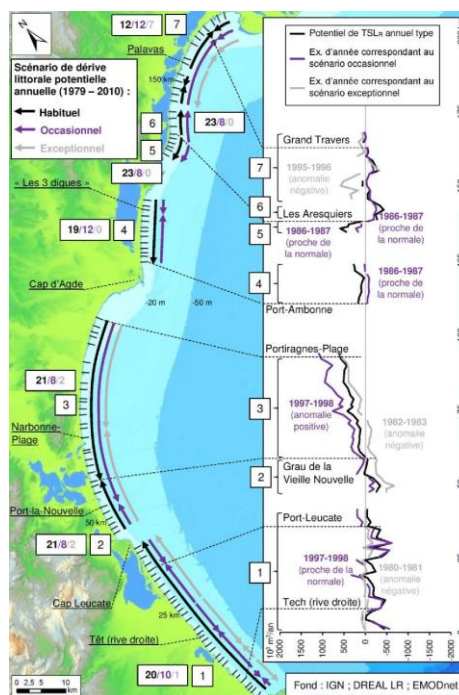 N
12/12/7
7
Palavas
Scénario de dérive
littorale potentielle
annuelle (1979 – 2010) :
Habituel
Occasionnel
Exceptionnel
150 km
6
5
23/8/0
23/8/0
« Les 3 digues »
19/12/0
4
Cap d'Agde
-20 m
-50 m
21/8/2
3
Narbonne-
Plage
Port-la-Nouvelle
50 km
21/8/2
2
Cap Leucate
25 km
Têt (rive droite)
20/10/1
1
0 2,5 5
10
km
Potentiel de TSLR annuel type
Ex. d'année correspondant au
scénario occasionnel
Ex. d'année correspondant au
scénario exceptionnel
Grand Travers
7
1995-1996
(anomalie
négative)
6
Les Aresquiers
5
1986-1987
(proche de
la normale)
1986-1987
(proche de
la normale)
4
1986-1987
(proche de
la normale)
Port-Ambonne
Portiragnes-Plage
3
1997-1998
(anomalie
positive)
1982-1983
(anomalie
négative)
2
Grau de la
Vieille Nouvelle
Port-Leucate
1
1997-1998
(proche de la
normale)
1980-1981
(anomalie
négative)
Tech (rive droite)
10³ m³/an
2000
1500
1000
500
0
500
1000
1500
2000
Fond : IGN ; DREAL LR ; EMODnet